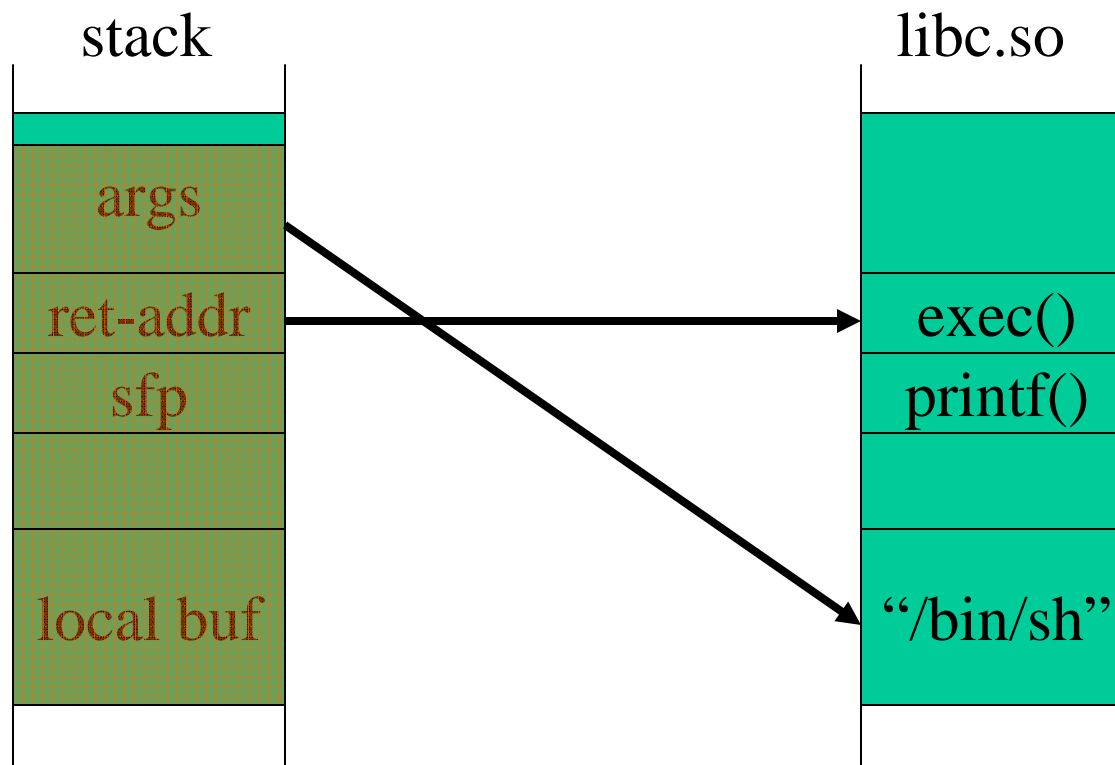 stack
args
ret-addr
sfp
local buf
libc.so
exec()
printf()
“/bin/sh”